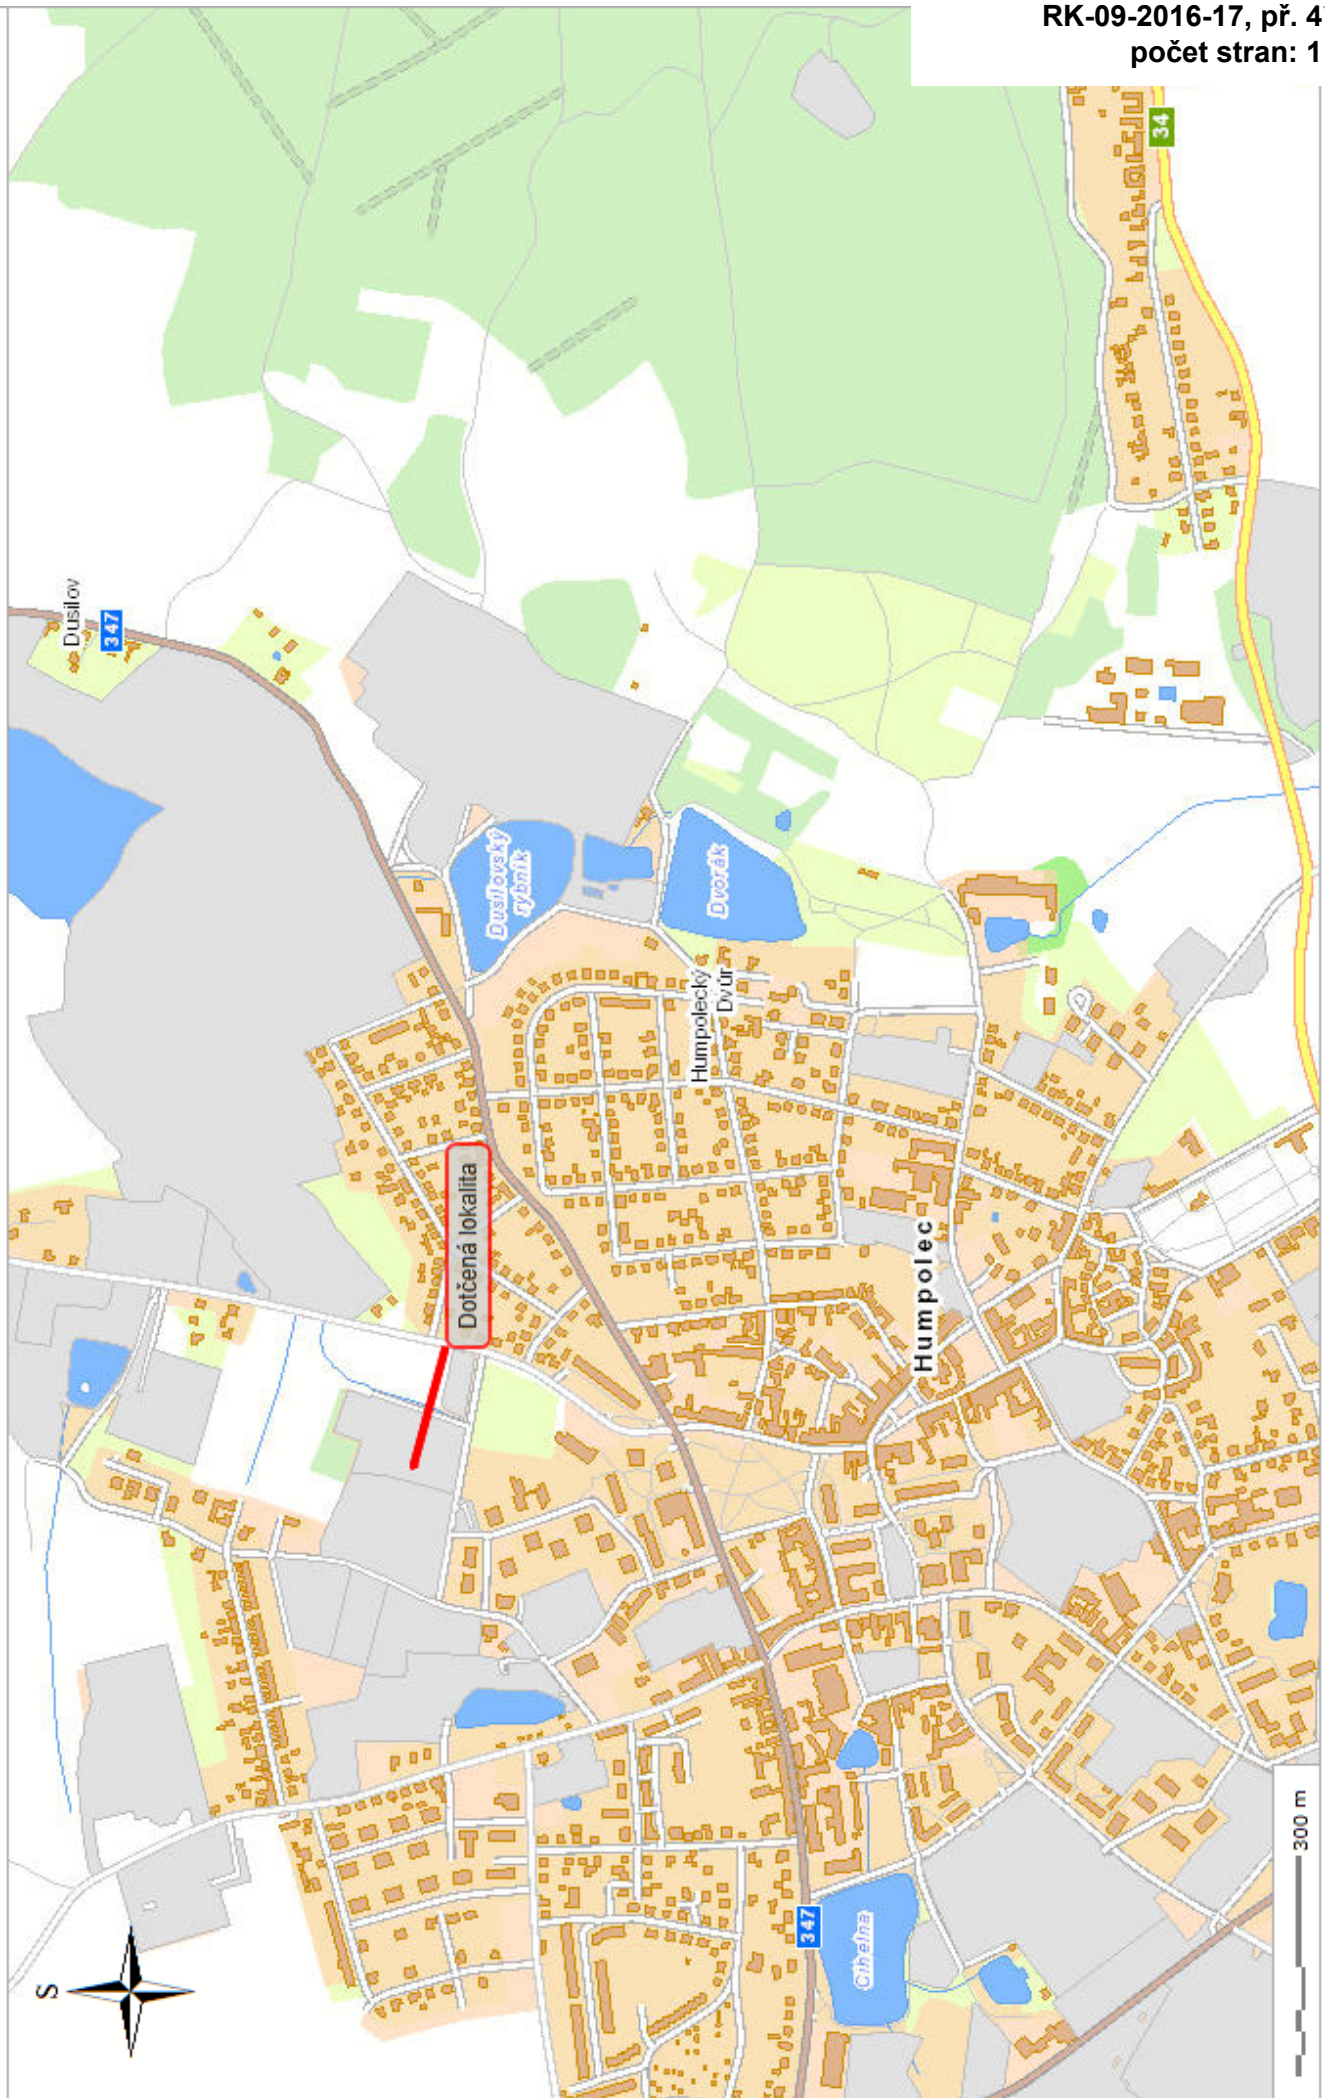 RK-09-2016-17, př. 4
počet stran: 1
34
Dusilov
347
Dusilovský
rybník
Dvorák
Humpolecký
Dvůr
Dotčená lokalita
Humpolec
S
347
Cihelna
300 m